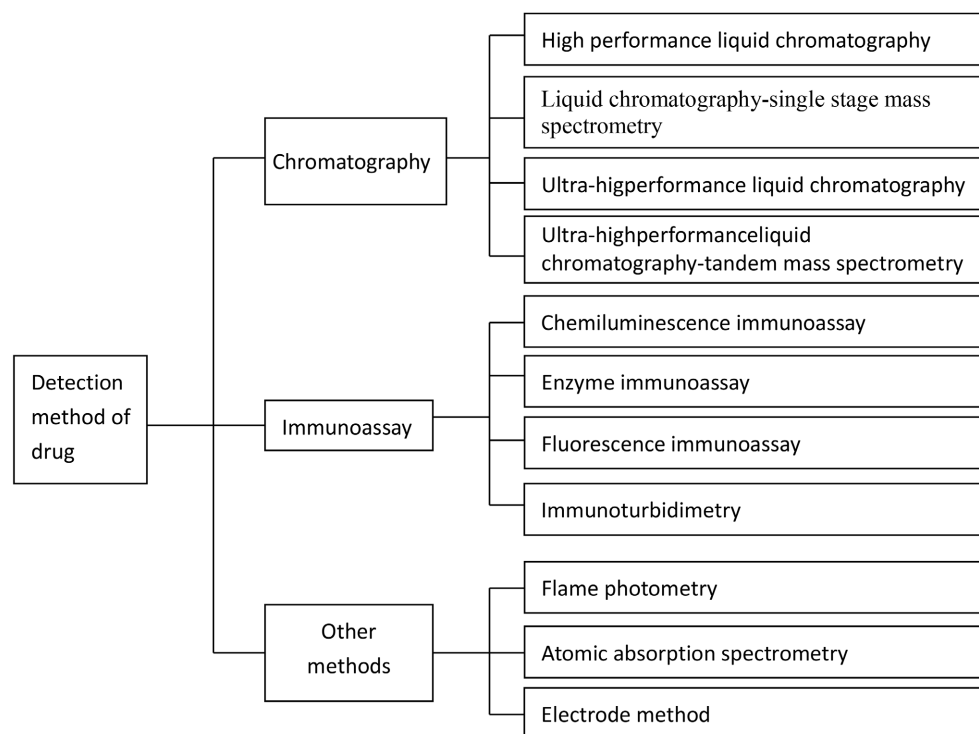 High performance liquid chromatography
Liquid chromatography-single stage mass
spectrometry
Chromatography
Ultra-higperformance liquid chromatography
Ultra-highperformanceliquid
chromatography-tandem mass spectrometry
Chemiluminescence immunoassay
Detection
method of
drug
Enzyme immunoassay
Immunoassay
Fluorescence immunoassay
Immunoturbidimetry
Flame photometry
Other
methods
Atomic absorption spectrometry
Electrode method